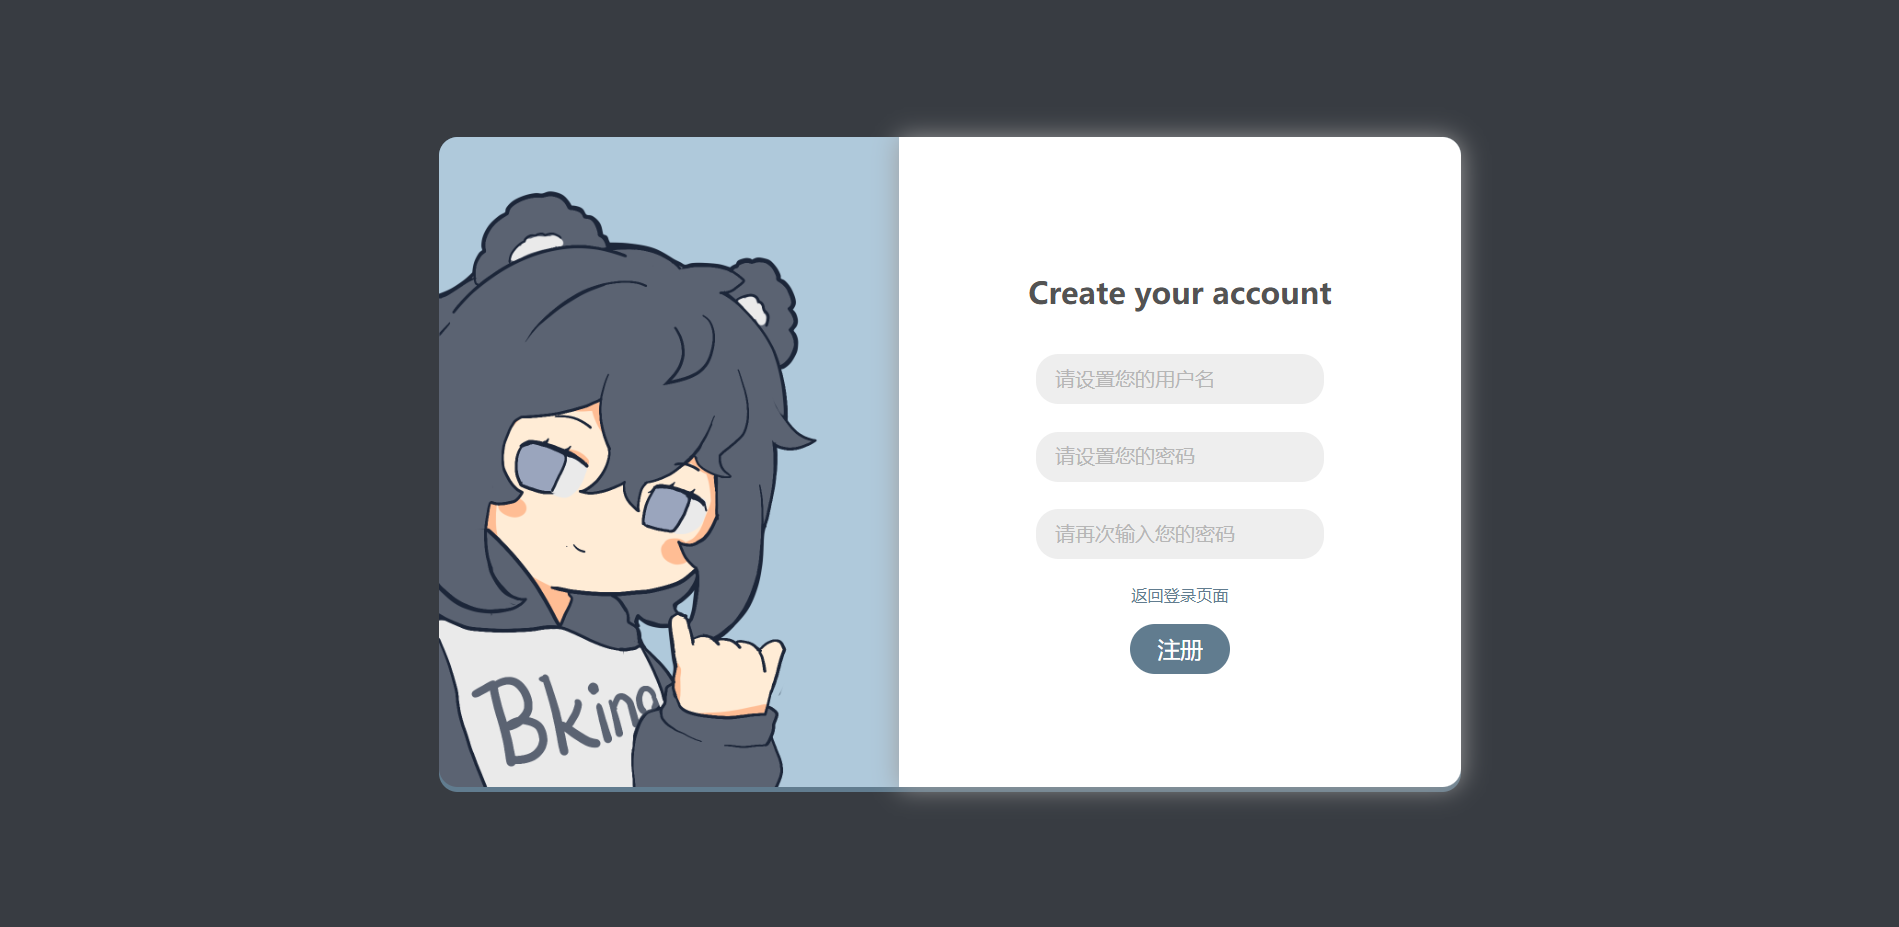 Create your account
请设置您的用户名
请设置您的密码
请再次输入您的密码
返回登录页面
注册
Bking